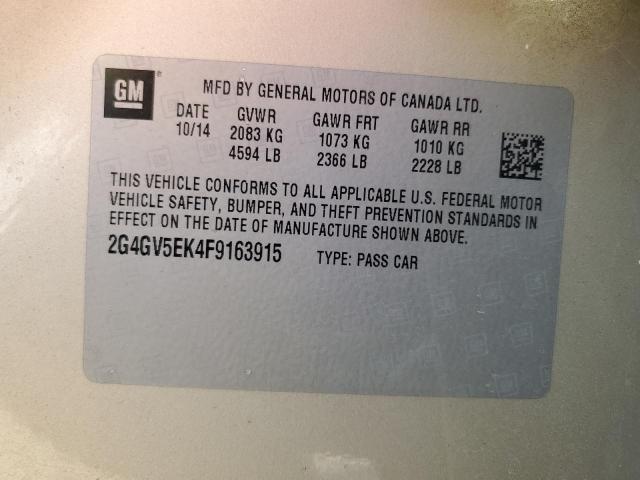 GM ®
MFD BY GENERAL MOTORS OF CANADA LTD.
DATE GVWR GAWR FRT GAWR RR
10/14 2083 KG 1073 KG 1010 KG
4594 LB 2366 LB 2228 LB
THIS VEHICLE CONFORMS TO ALL APPLICABLE U.S. FEDERAL MOTOR
VEHICLE SAFETY, BUMPER, AND THEFT PREVENTION STANDARDS IN
EFFECT ON THE DATE OF MANUFACTURE SHOWN ABOVE.
2G4GV5EK4F9163915 TYPE: PASS CAR